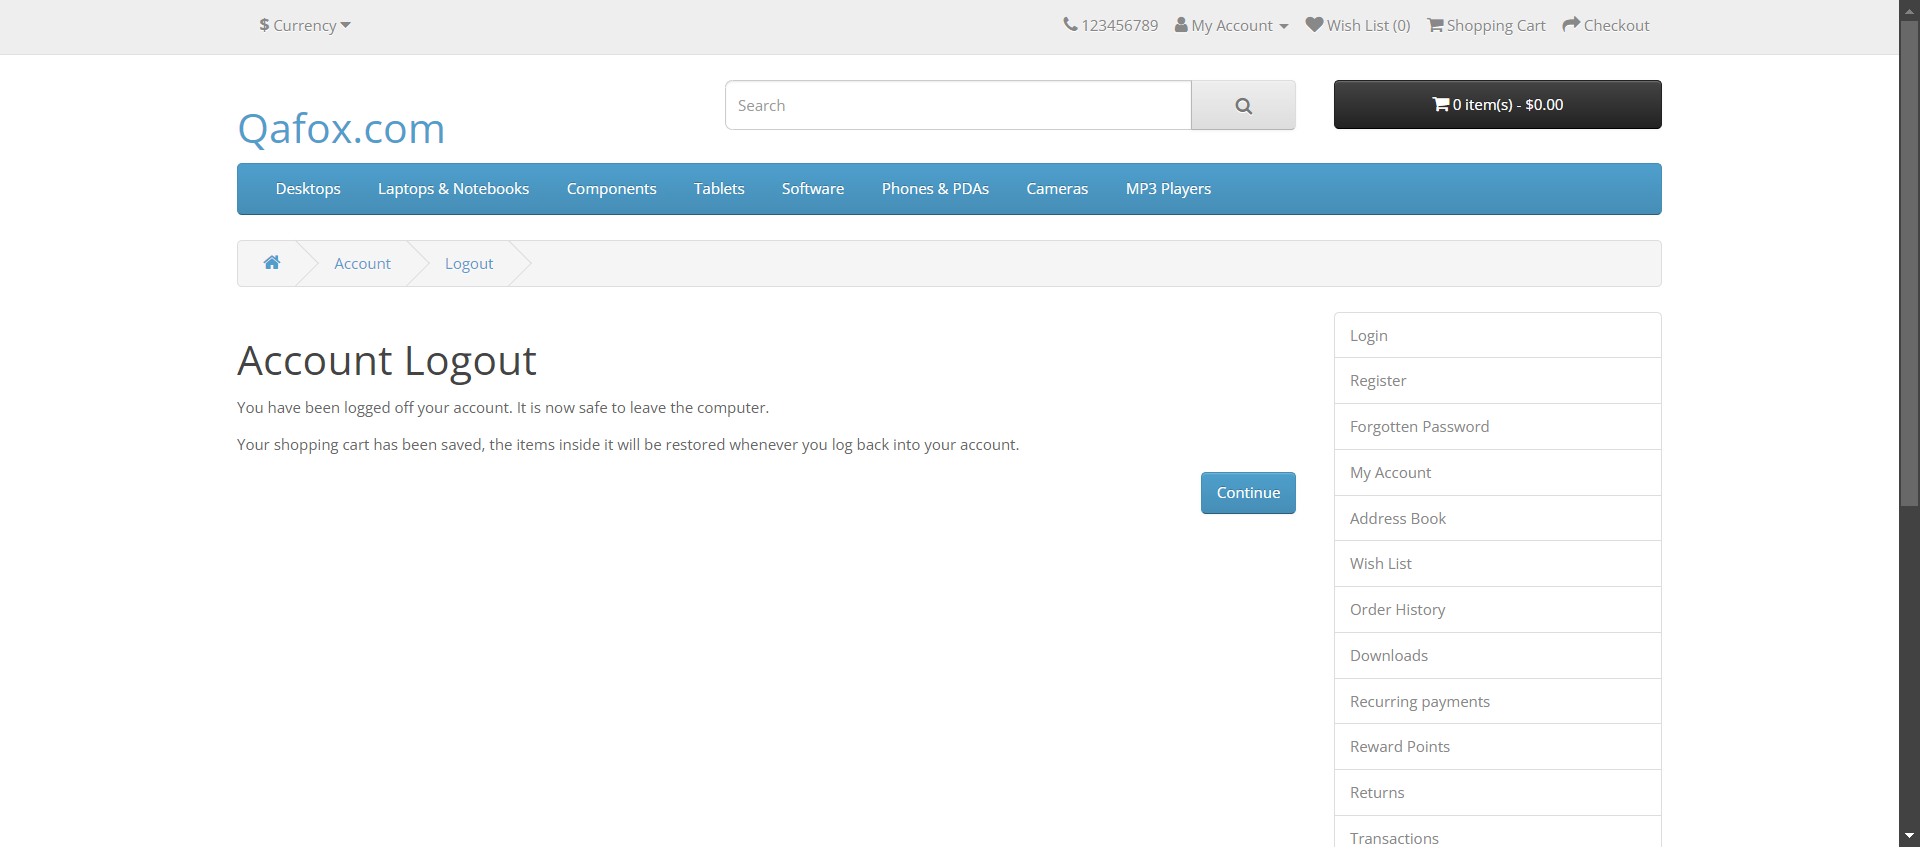 $ Currency
123456789 My Account Wish List (0) Shopping Cart Checkout
Qafox.com
Search
0 item(s) - $0.00
Desktops Laptops & Notebooks Components Tablets Software Phones & PDAs Cameras MP3 Players
Account Logout
Account Logout
You have been logged off your account. It is now safe to leave the computer.
Your shopping cart has been saved, the items inside it will be restored whenever you log back into your account.
Continue
Login
Register
Forgotten Password
My Account
Address Book
Wish List
Order History
Downloads
Recurring payments
Reward Points
Returns
Transactions